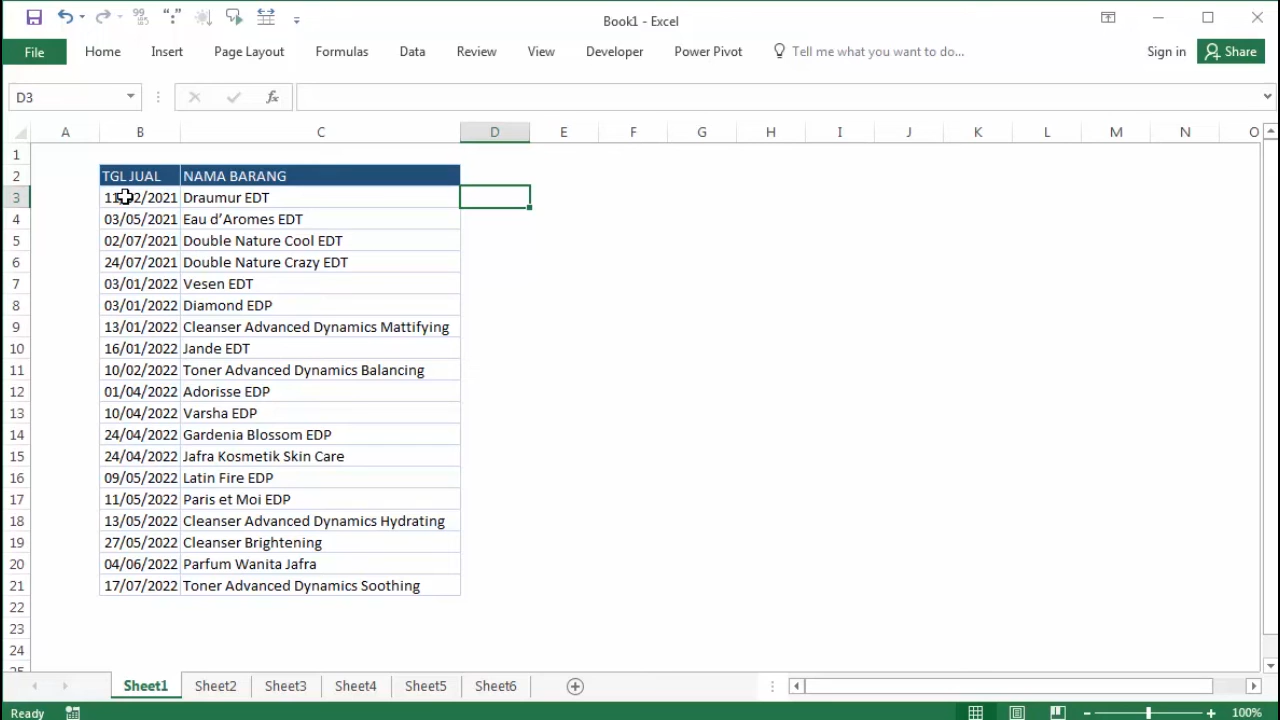 Book1 - Excel
File Home Insert Page Layout Formulas Data Review View Developer Power Pivot Tell me what you want to do... Sign in Share
D3 fx
A B C D E F G H I J K L M N O
1
2 TGL JUAL NAMA BARANG
3 Draumur EDT
4 03/05/2021 Eau d’Aromes EDT
5 02/07/2021 Double Nature Cool EDT
6 24/07/2021 Double Nature Crazy EDT
7 03/01/2022 Vesen EDT
8 03/01/2022 Diamond EDP
9 13/01/2022 Cleanser Advanced Dynamics Mattifying
10 16/01/2022 Jande EDT
11 10/02/2022 Toner Advanced Dynamics Balancing
12 01/04/2022 Adorisse EDP
13 10/04/2022 Varsha EDP
14 24/04/2022 Gardenia Blossom EDP
15 24/04/2022 Jafra Kosmetik Skin Care
16 09/05/2022 Latin Fire EDP
17 11/05/2022 Paris et Moi EDP
18 13/05/2022 Cleanser Advanced Dynamics Hydrating
19 27/05/2022 Cleanser Brightening
20 04/06/2022 Parfum Wanita Jafra
21 17/07/2022 Toner Advanced Dynamics Soothing
22
23
24
Sheet1 Sheet2 Sheet3 Sheet4 Sheet5 Sheet6
Ready 100%